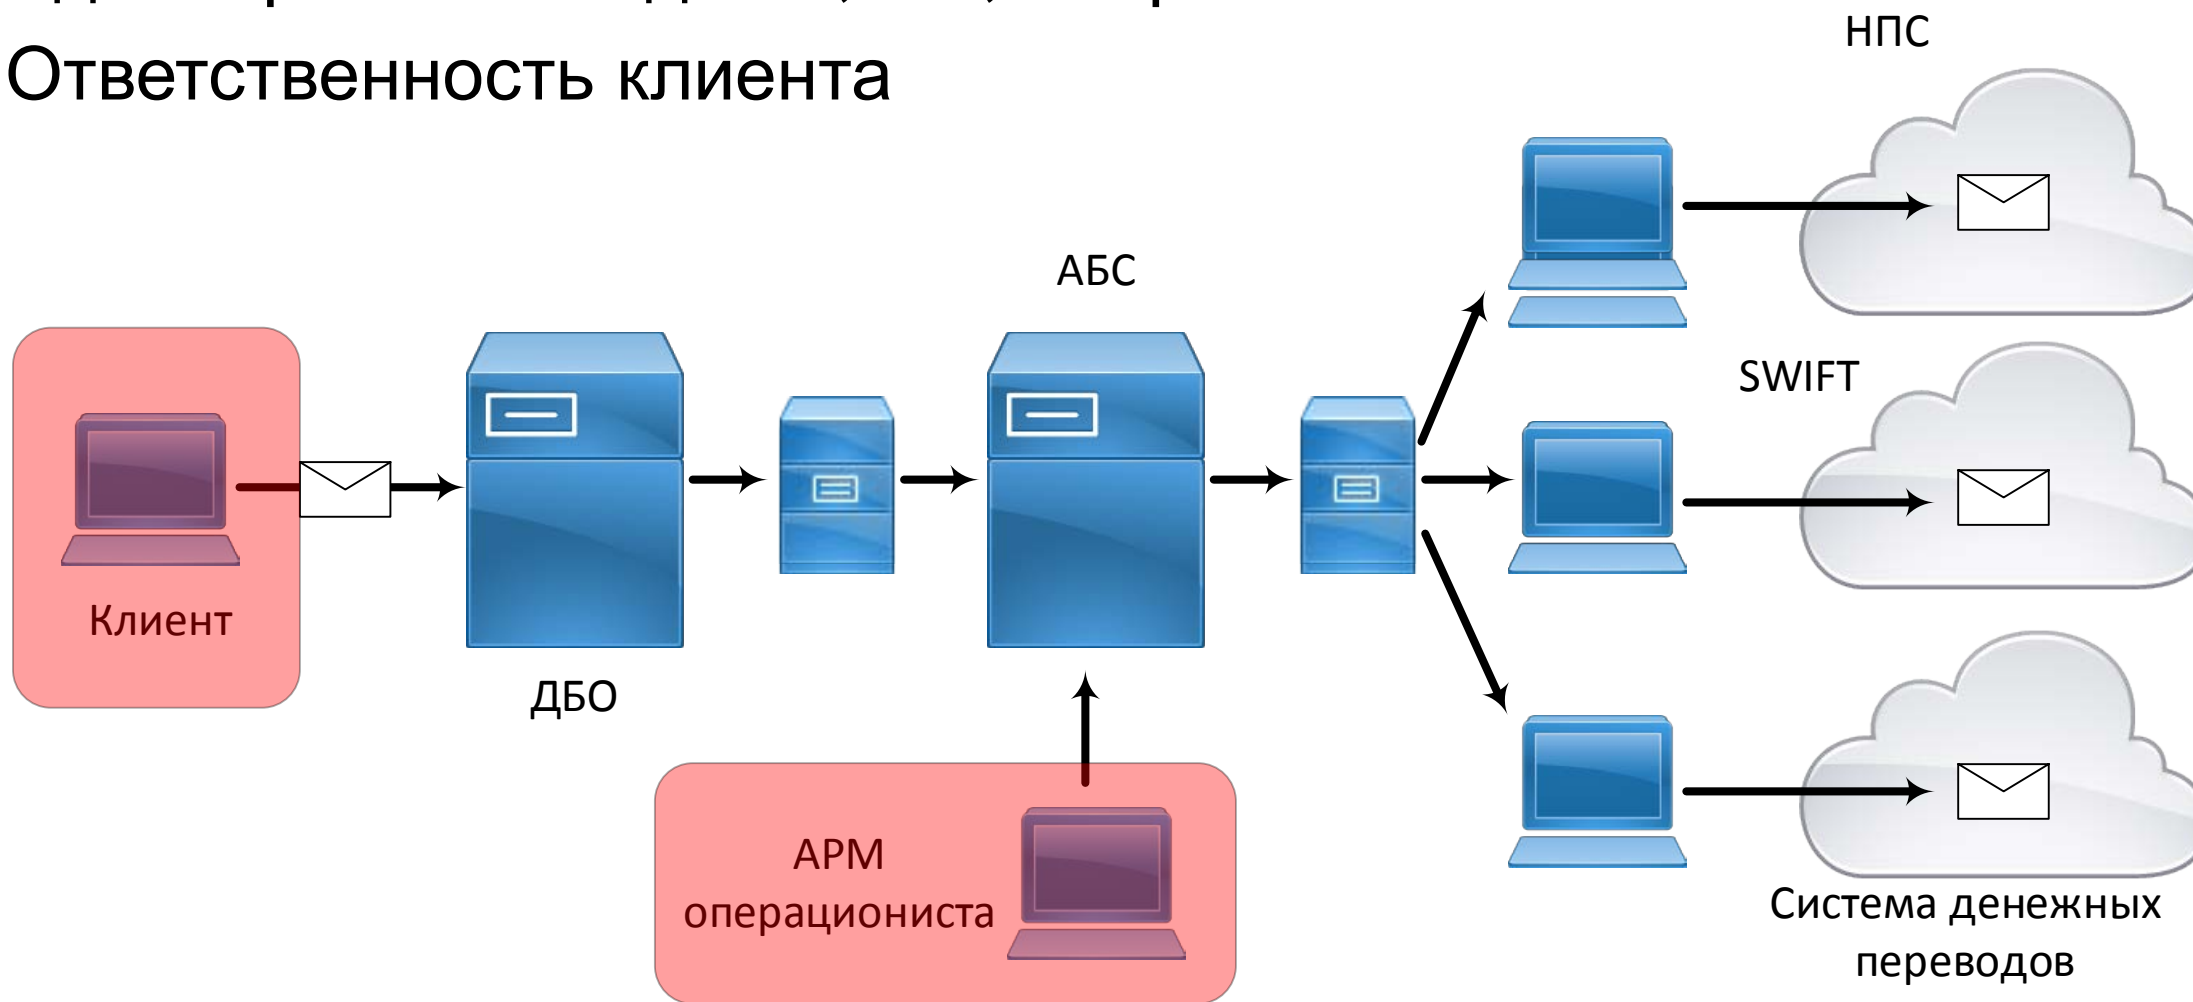 Ответственность клиента
НПС
АБС
SWIFT
Клиент
ДБО
АРМ
операциониста
Система денежных
переводов